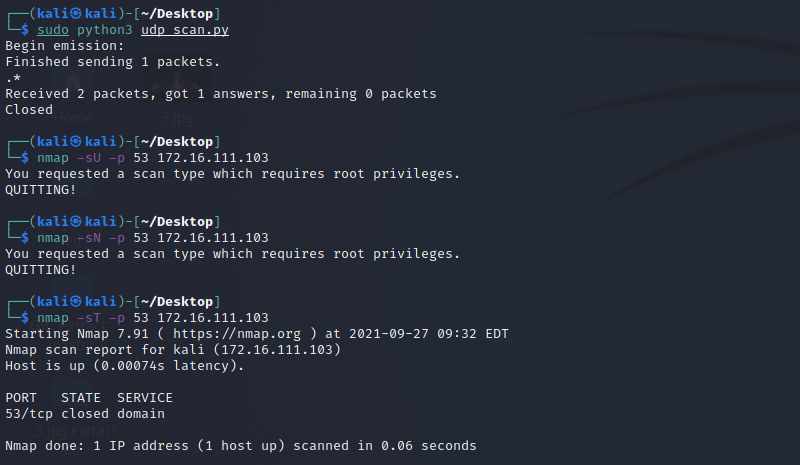 ┌──(kali㉿kali)-[~/Desktop]
└─$ sudo python3 udp_scan.py
Begin emission:
Finished sending 1 packets.
.*
Received 2 packets, got 1 answers, remaining 0 packets
Closed
┌──(kali㉿kali)-[~/Desktop]
└─$ nmap -sU -p 53 172.16.111.103
You requested a scan type which requires root privileges.
QUITTING!
┌──(kali㉿kali)-[~/Desktop]
└─$ nmap -sN -p 53 172.16.111.103
You requested a scan type which requires root privileges.
QUITTING!
┌──(kali㉿kali)-[~/Desktop]
└─$ nmap -sT -p 53 172.16.111.103
Starting Nmap 7.91 ( https://nmap.org ) at 2021-09-27 09:32 EDT
Nmap scan report for kali (172.16.111.103)
Host is up (0.00074s latency).
PORT   STATE  SERVICE
53/tcp closed domain
Nmap done: 1 IP address (1 host up) scanned in 0.06 seconds
Home
3.jpg
_3.jpg.extract